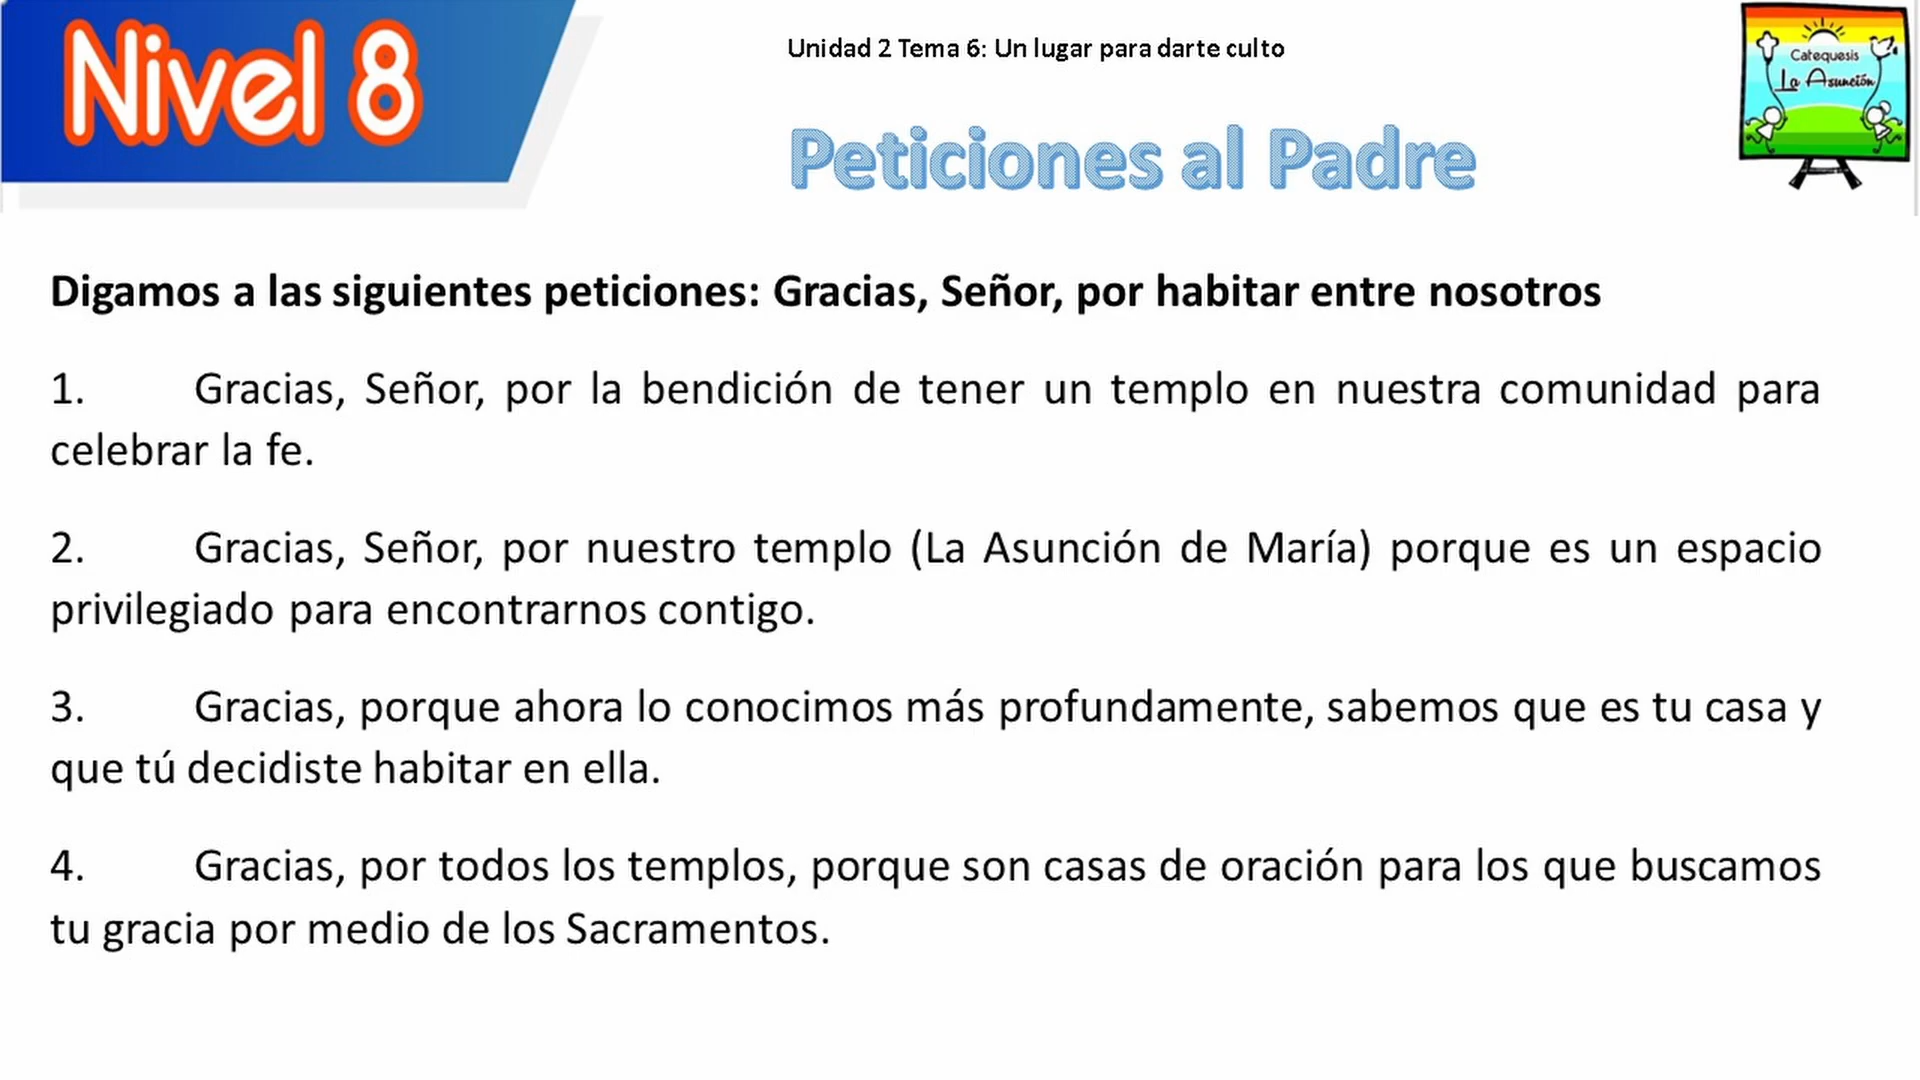 Nivel 8
Unidad 2 Tema 6: Un lugar para darte culto
Catequesis
La Asunción
Peticiones al Padre
Digamos a las siguientes peticiones: Gracias, Señor, por habitar entre nosotros
1. Gracias, Señor, por la bendición de tener un templo en nuestra comunidad para
celebrar la fe.
2. Gracias, Señor, por nuestro templo (La Asunción de María) porque es un espacio
privilegiado para encontrarnos contigo.
3. Gracias, porque ahora lo conocimos más profundamente, sabemos que es tu casa y
que tú decidiste habitar en ella.
4. Gracias, por todos los templos, porque son casas de oración para los que buscamos
tu gracia por medio de los Sacramentos.